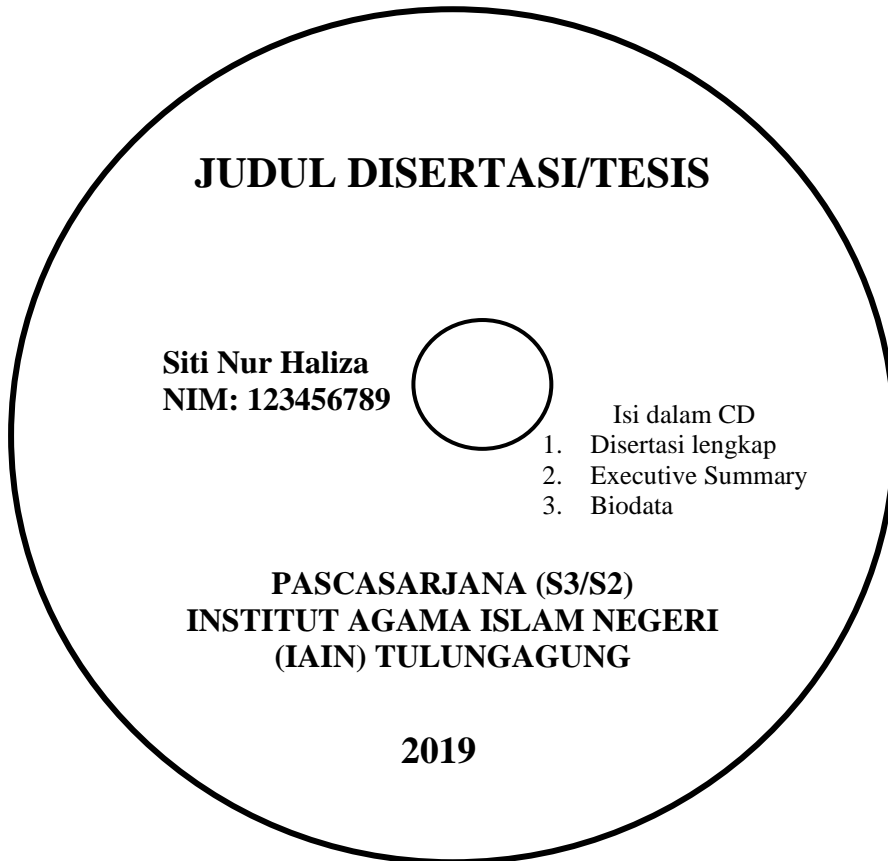 JUDUL DISERTASI/TESIS
Siti Nur Haliza
NIM: 123456789
Isi dalam CD
1. Disertasi lengkap
2. Executive Summary
3. Biodata
PASCASARJANA (S3/S2)
INSTITUT AGAMA ISLAM NEGERI
(IAIN) TULUNGAGUNG
2019